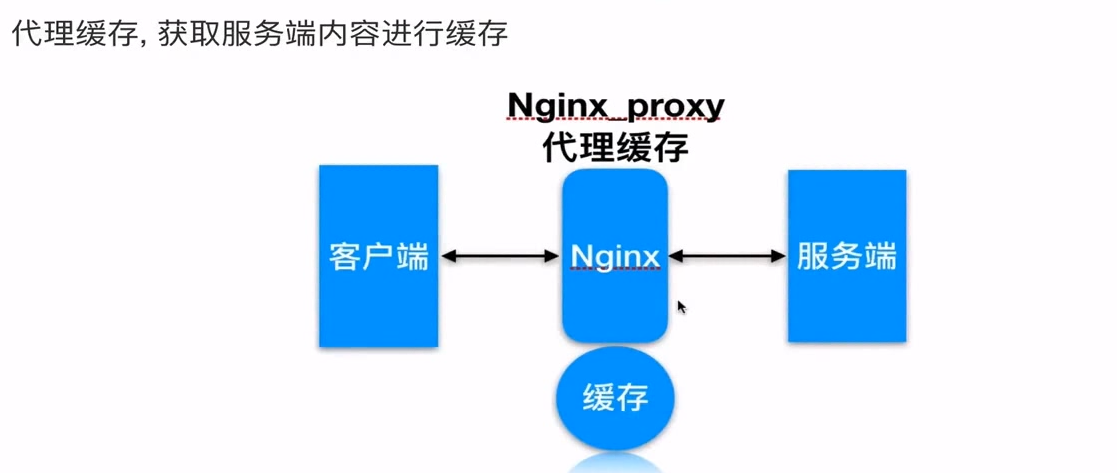 代理缓存, 获取服务端内容进行缓存
Nginx_proxy
代理缓存
客户端
Nginx
服务端
缓存